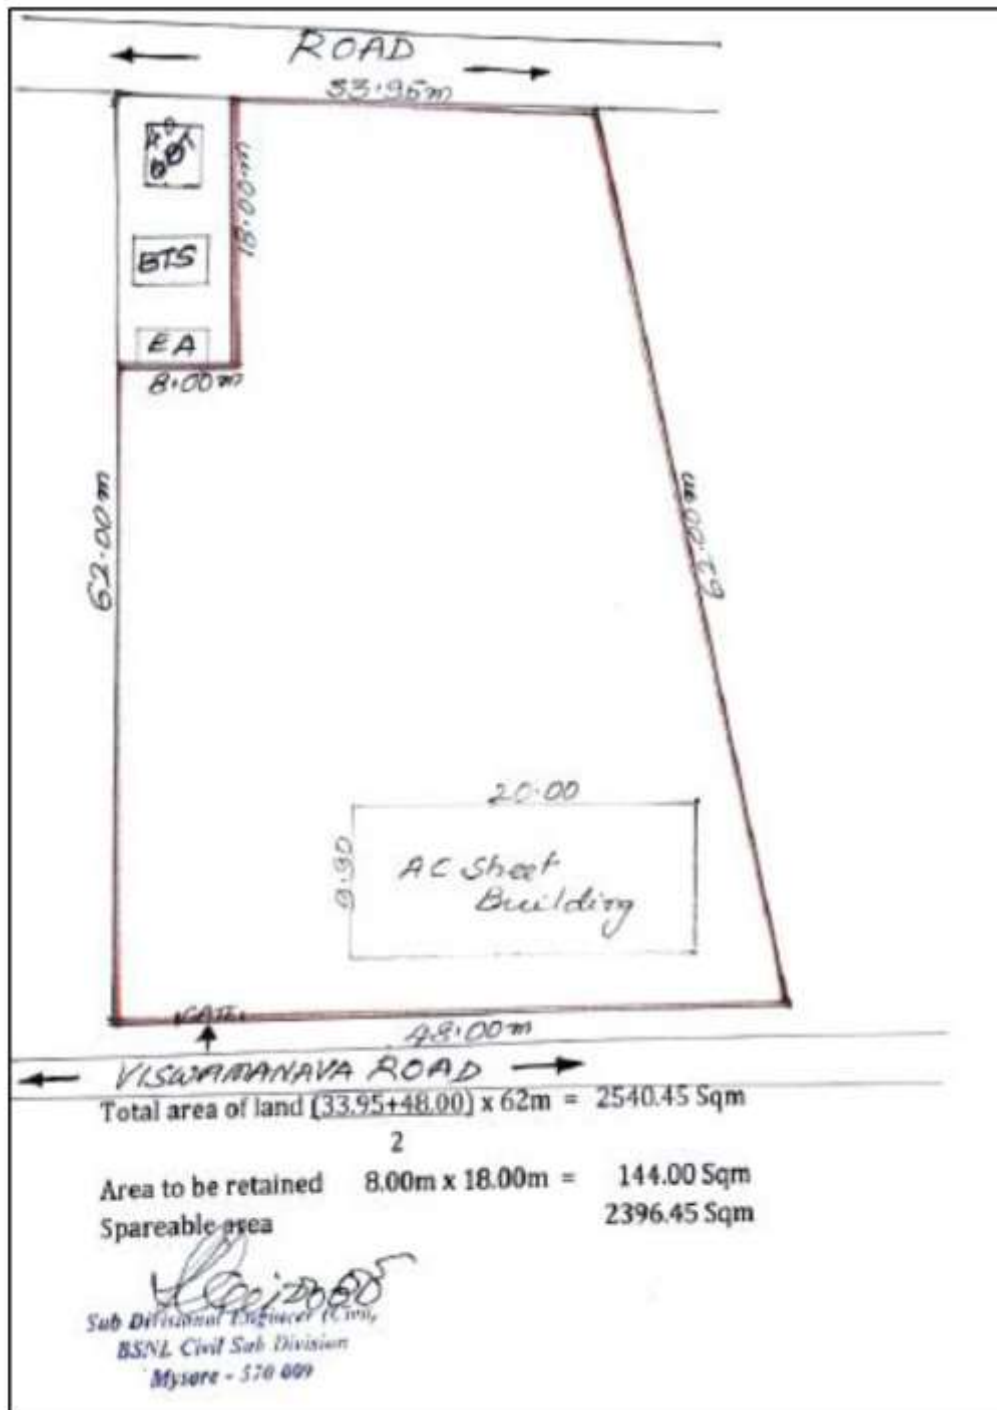 ROAD
33.95m
18.00m
BTS
EA
8.00m
62.00m
62.00m
20.00
9.90
AC Sheet
Building
GATE
48.00m
VISWAMANAVA ROAD
Total area of land (33.95+48.00) x 62m = 2540.45 Sqm
2
Area to be retained 8.00m x 18.00m = 144.00 Sqm
Spareable area 2396.45 Sqm
Sub Divisional Engineer (Civil)
BSNL Civil Sub Division
Mysore - 570 009